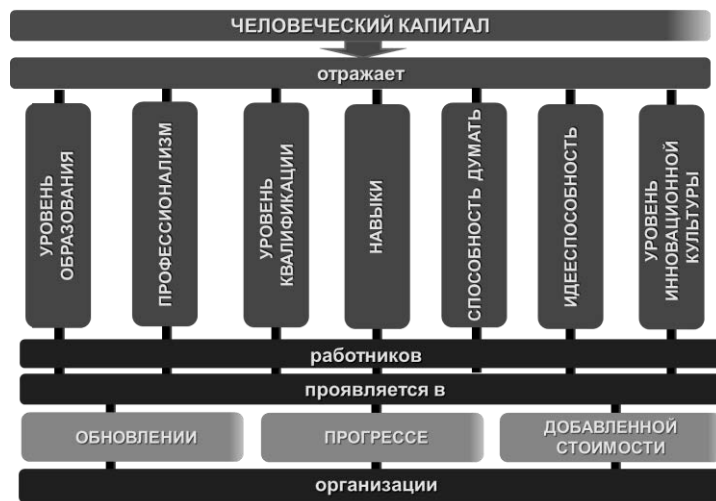 ЧЕЛОВЕЧЕСКИЙ КАПИТАЛ
отражает
УРОВЕНЬ
ОБРАЗОВАНИЯ
ПРОФЕССИОНАЛИЗМ
УРОВЕНЬ
КВАЛИФИКАЦИИ
НАВЫКИ
СПОСОБНОСТЬ ДУМАТЬ
ИДЕЕСПОСОБНОСТЬ
УРОВЕНЬ
ИННОВАЦИОННОЙ
КУЛЬТУРЫ
работников
проявляется в
ОБНОВЛЕНИИ
ПРОГРЕССЕ
ДОБАВЛЕННОЙ
СТОИМОСТИ
организации